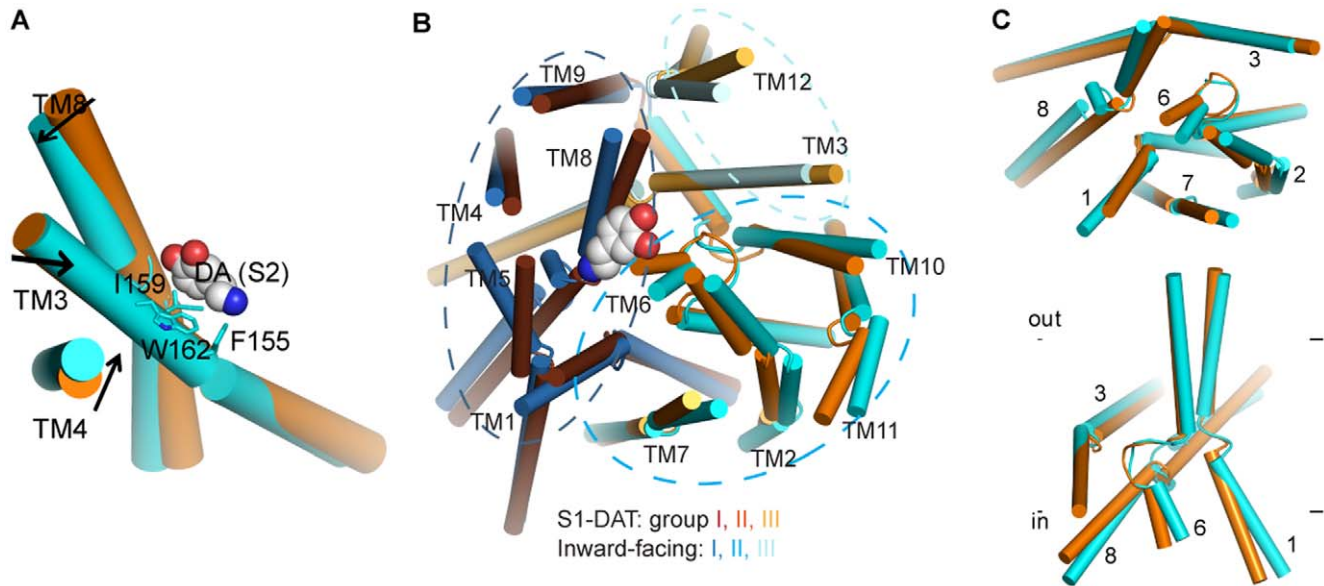 A
TM8
DA (S2)
I159
TM3
W162
F155
TM4
B
TM9
TM12
TM8
TM3
TM4
TM5
TM10
TM6
TM1
TM11
TM7
TM2
S1-DAT: group I, II, III
Inward-facing: I, II, III
C
3
8
6
1
7
2
out
-
–
3
in
-
–
6
8
1